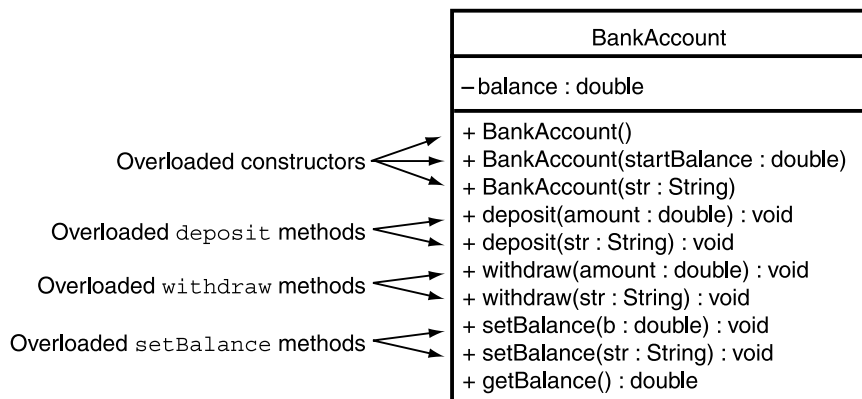 BankAccount
– balance : double
+ BankAccount()
Overloaded constructors
+ BankAccount(startBalance : double)
+ BankAccount(str : String)
+ deposit(amount : double) : void
Overloaded deposit methods
+ deposit(str : String) : void
+ withdraw(amount : double) : void
Overloaded withdraw methods
+ withdraw(str : String) : void
+ setBalance(b : double) : void
Overloaded setBalance methods
+ setBalance(str : String) : void
+ getBalance() : double